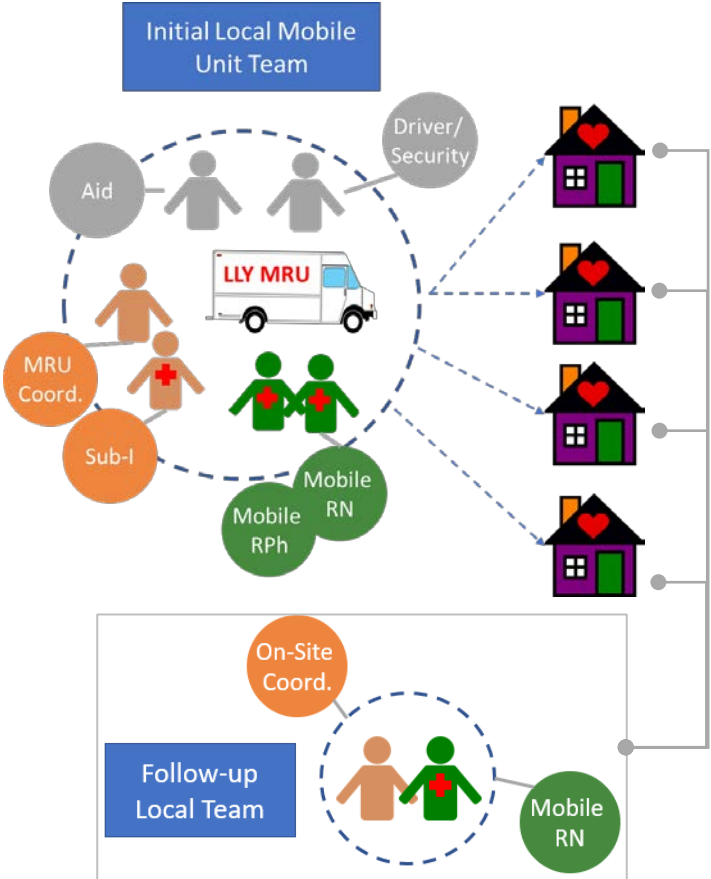 Initial Local Mobile
Unit Team
Driver/
Security
Aid
LLY MRU
MRU
Coord.
Sub-I
Mobile
RN
Mobile
RPh
On-Site
Coord.
Follow-up
Local Team
Mobile
RN